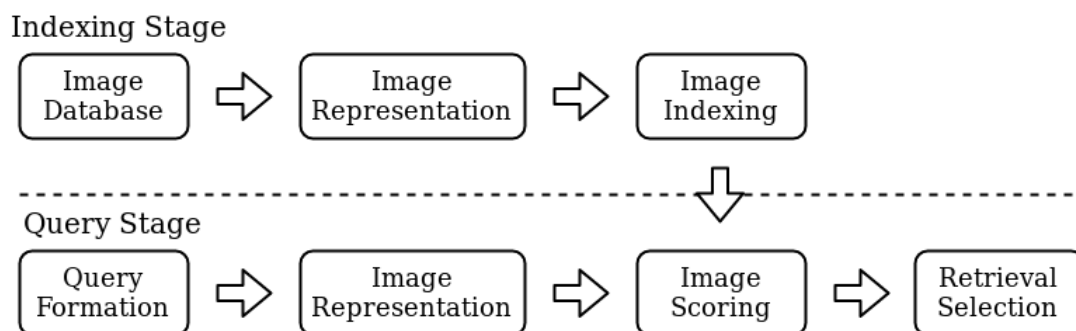 Indexing Stage
Image
Database
Image
Representation
Image
Indexing
Query Stage
Query
Formation
Image
Representation
Image
Scoring
Retrieval
Selection